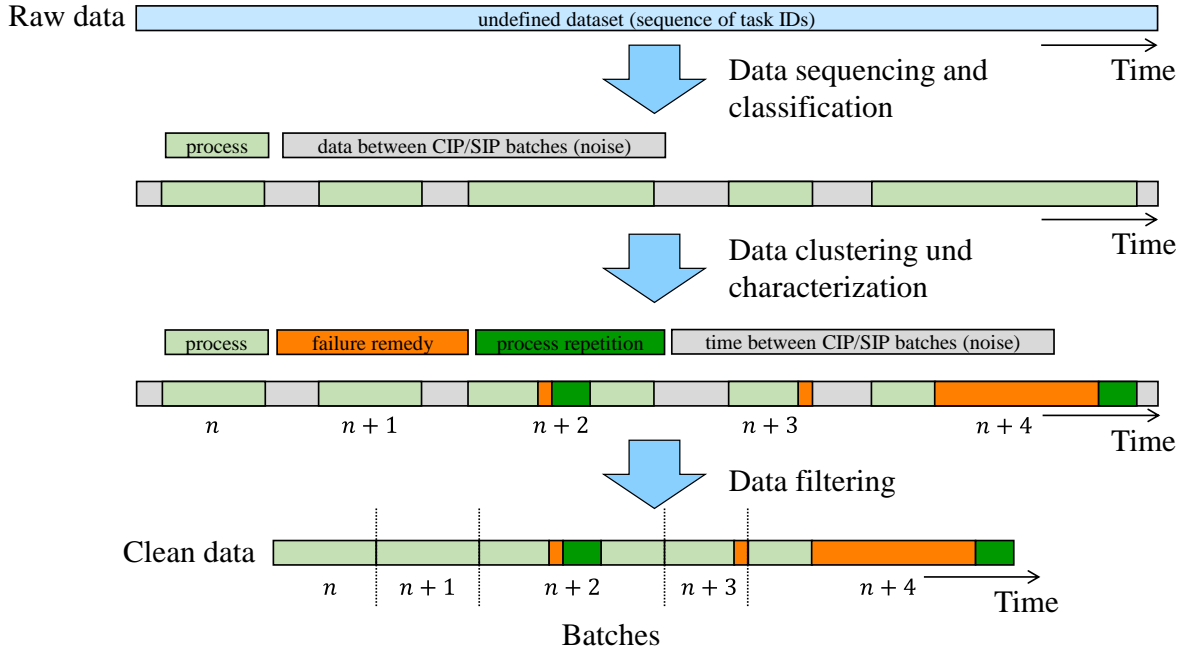 Raw data
undefined dataset (sequence of task IDs)
Time
Data sequencing and
classification
process
data between CIP/SIP batches (noise)
Time
Data clustering und
characterization
process
failure remedy
process repetition
time between CIP/SIP batches (noise)
n
n + 1
n + 2
n + 3
n + 4
Time
Data filtering
Clean data
n
n + 1
n + 2
n + 3
n + 4
Time
Batches